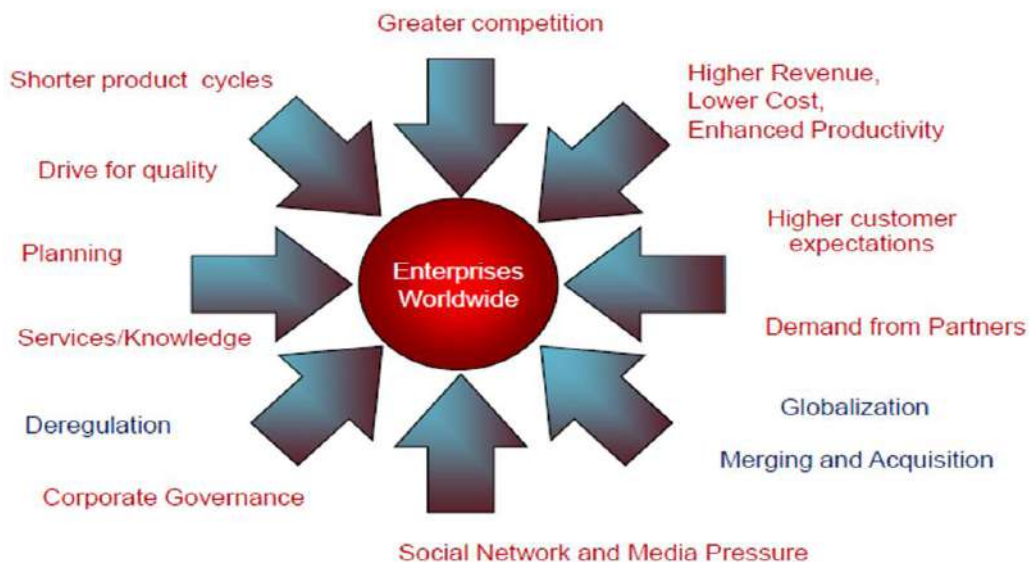 Greater competition
Shorter product cycles
Higher Revenue,
Lower Cost,
Enhanced Productivity
Drive for quality
Higher customer
expectations
Planning
Enterprises
Worldwide
Services/Knowledge
Demand from Partners
Deregulation
Globalization
Merging and Acquisition
Corporate Governance
Social Network and Media Pressure